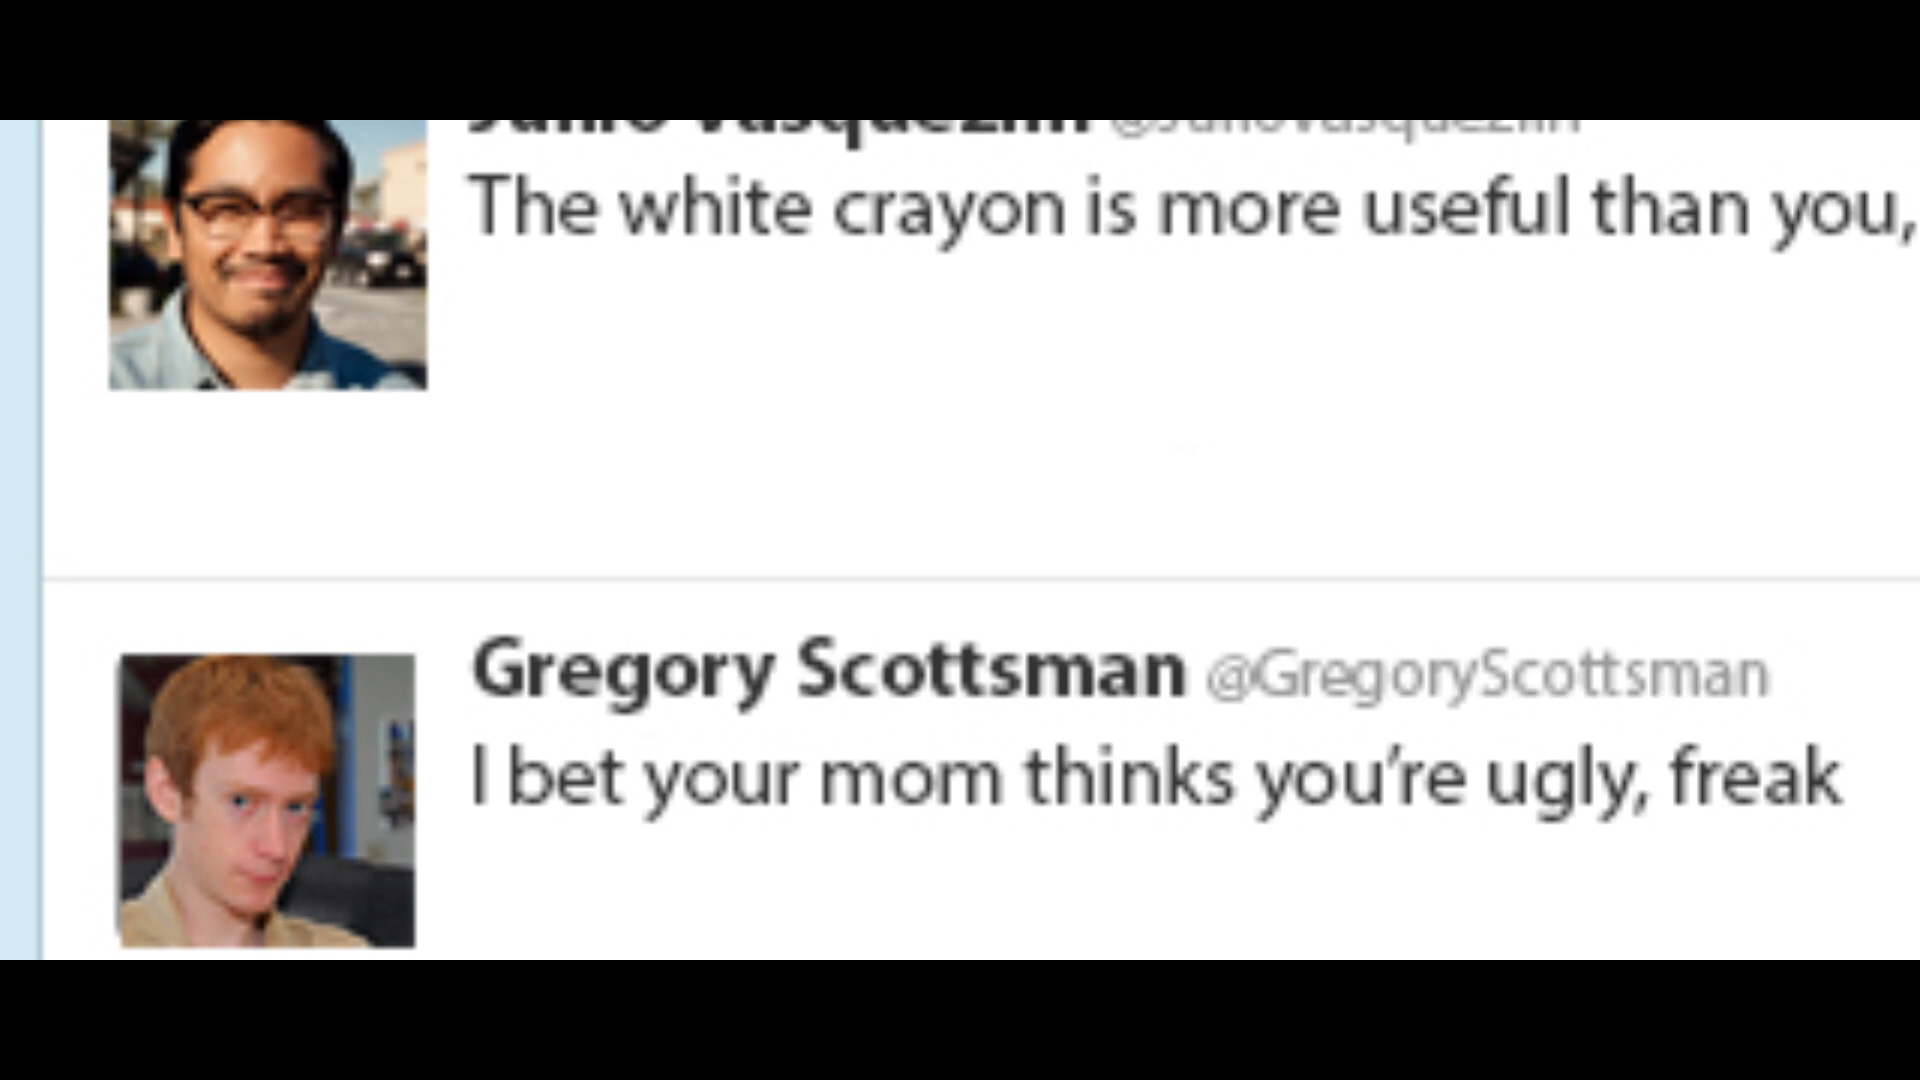 The white crayon is more useful than you,
Gregory Scottsman @GregoryScottsman
I bet your mom thinks you’re ugly, freak